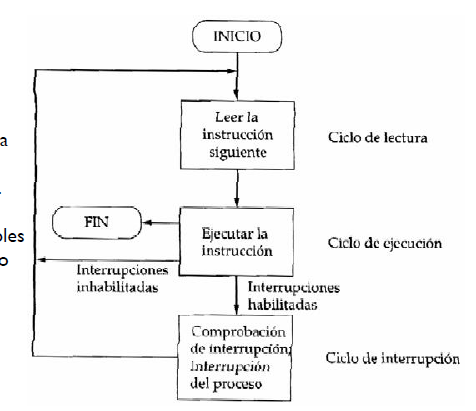 INICIO
Leer la
instrucción
siguiente
Ciclo de lectura
a
FIN
Ejecutar la
instrucción
Ciclo de ejecución
oles
o
Interrupciones
inhabilitadas
Interrupciones
habilitadas
Comprobación
de interrupción;
Interrupción
del proceso
Ciclo de interrupción